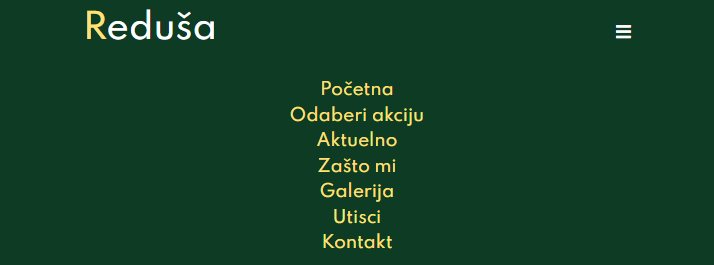 Reduša
Početna
Odaberi akciju
Aktuelno
Zašto mi
Galerija
Utisci
Kontakt